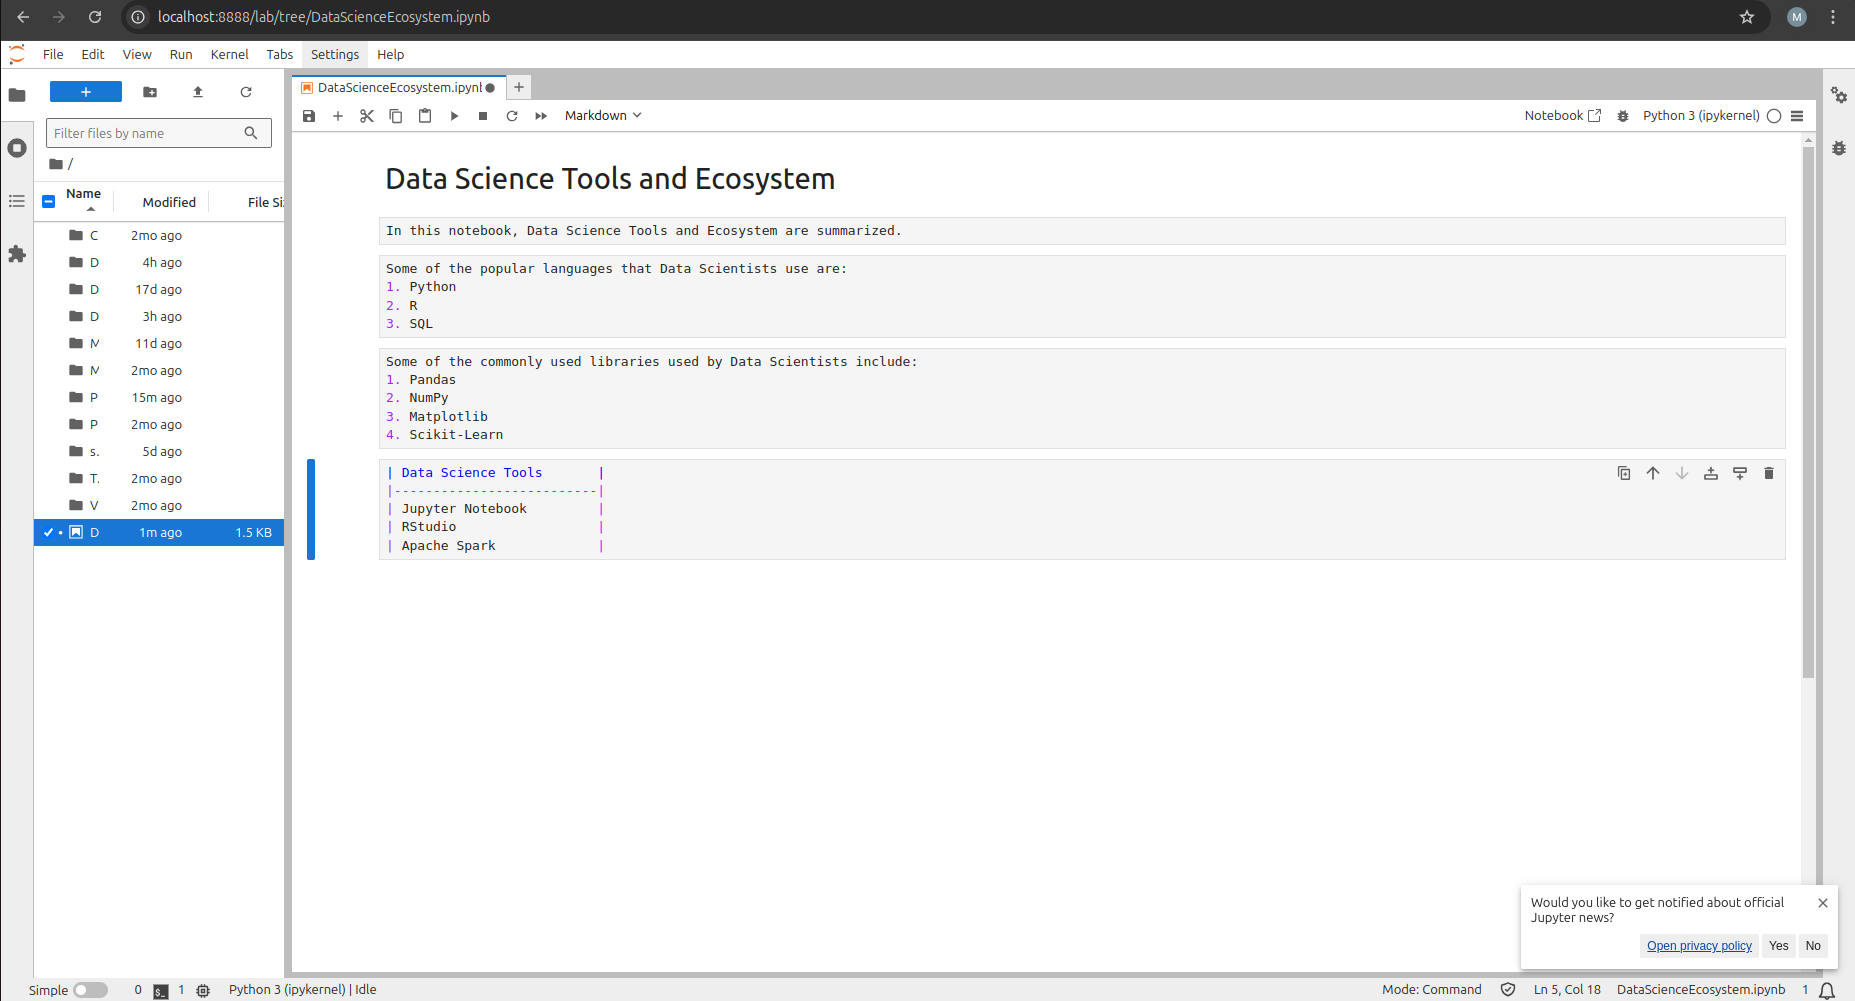 localhost:8888/lab/tree/DataScienceEcosystem.ipynb
M
File Edit View Run Kernel Tabs Settings Help
+
DataScienceEcosystem.ipynb
Filter files by name
Markdown
Notebook
Python 3 (ipykernel)
/
Name Modified File Si
C 2mo ago
D 4h ago
D 17d ago
D 3h ago
M 11d ago
M 2mo ago
P 15m ago
P 2mo ago
s. 5d ago
T. 2mo ago
V 2mo ago
D 1m ago 1.5 KB
Data Science Tools and Ecosystem
In this notebook, Data Science Tools and Ecosystem are summarized.
Some of the popular languages that Data Scientists use are:
1. Python
2. R
3. SQL
Some of the commonly used libraries used by Data Scientists include:
1. Pandas
2. NumPy
3. Matplotlib
4. Scikit-Learn
| Data Science Tools |
|--------------------------|
| Jupyter Notebook |
| RStudio |
| Apache Spark |
Would you like to get notified about official
Jupyter news?
Open privacy policy Yes No
Simple 0 $_ 1 Python 3 (ipykernel) | Idle Mode: Command Ln 5, Col 18 DataScienceEcosystem.ipynb 1